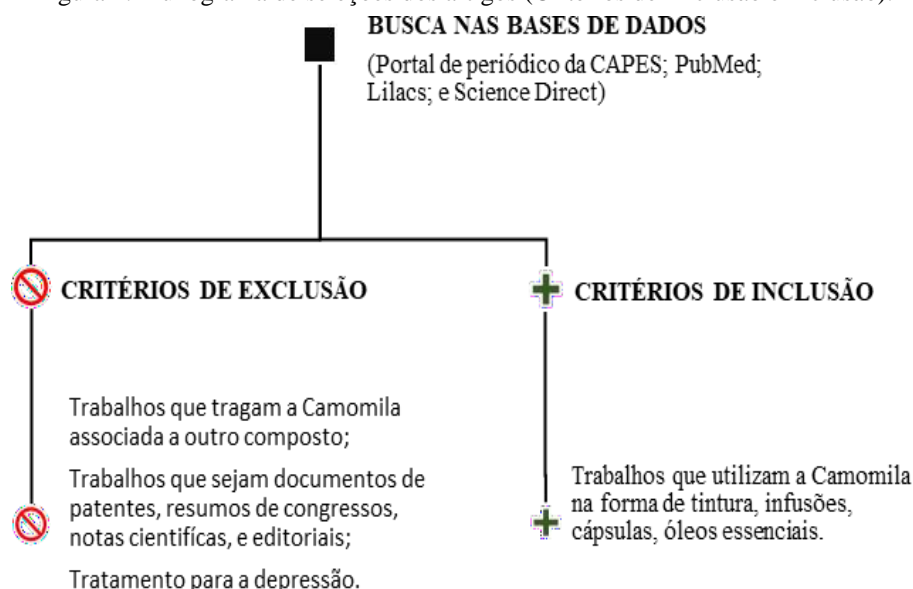 BUSCA NAS BASES DE DADOS
(Portal de periódico da CAPES; PubMed;
Lilacs; e Science Direct)
CRITÉRIOS DE EXCLUSÃO
Trabalhos que tragam a Camomila
associada a outro composto;
Trabalhos que sejam documentos de
patentes, resumos de congressos,
notas científícas, e editoriais;
Tratamento para a depressão.
CRITÉRIOS DE INCLUSÃO
Trabalhos que utilizam a Camomila
na forma de tintura, infusões,
cápsulas, óleos essenciais.